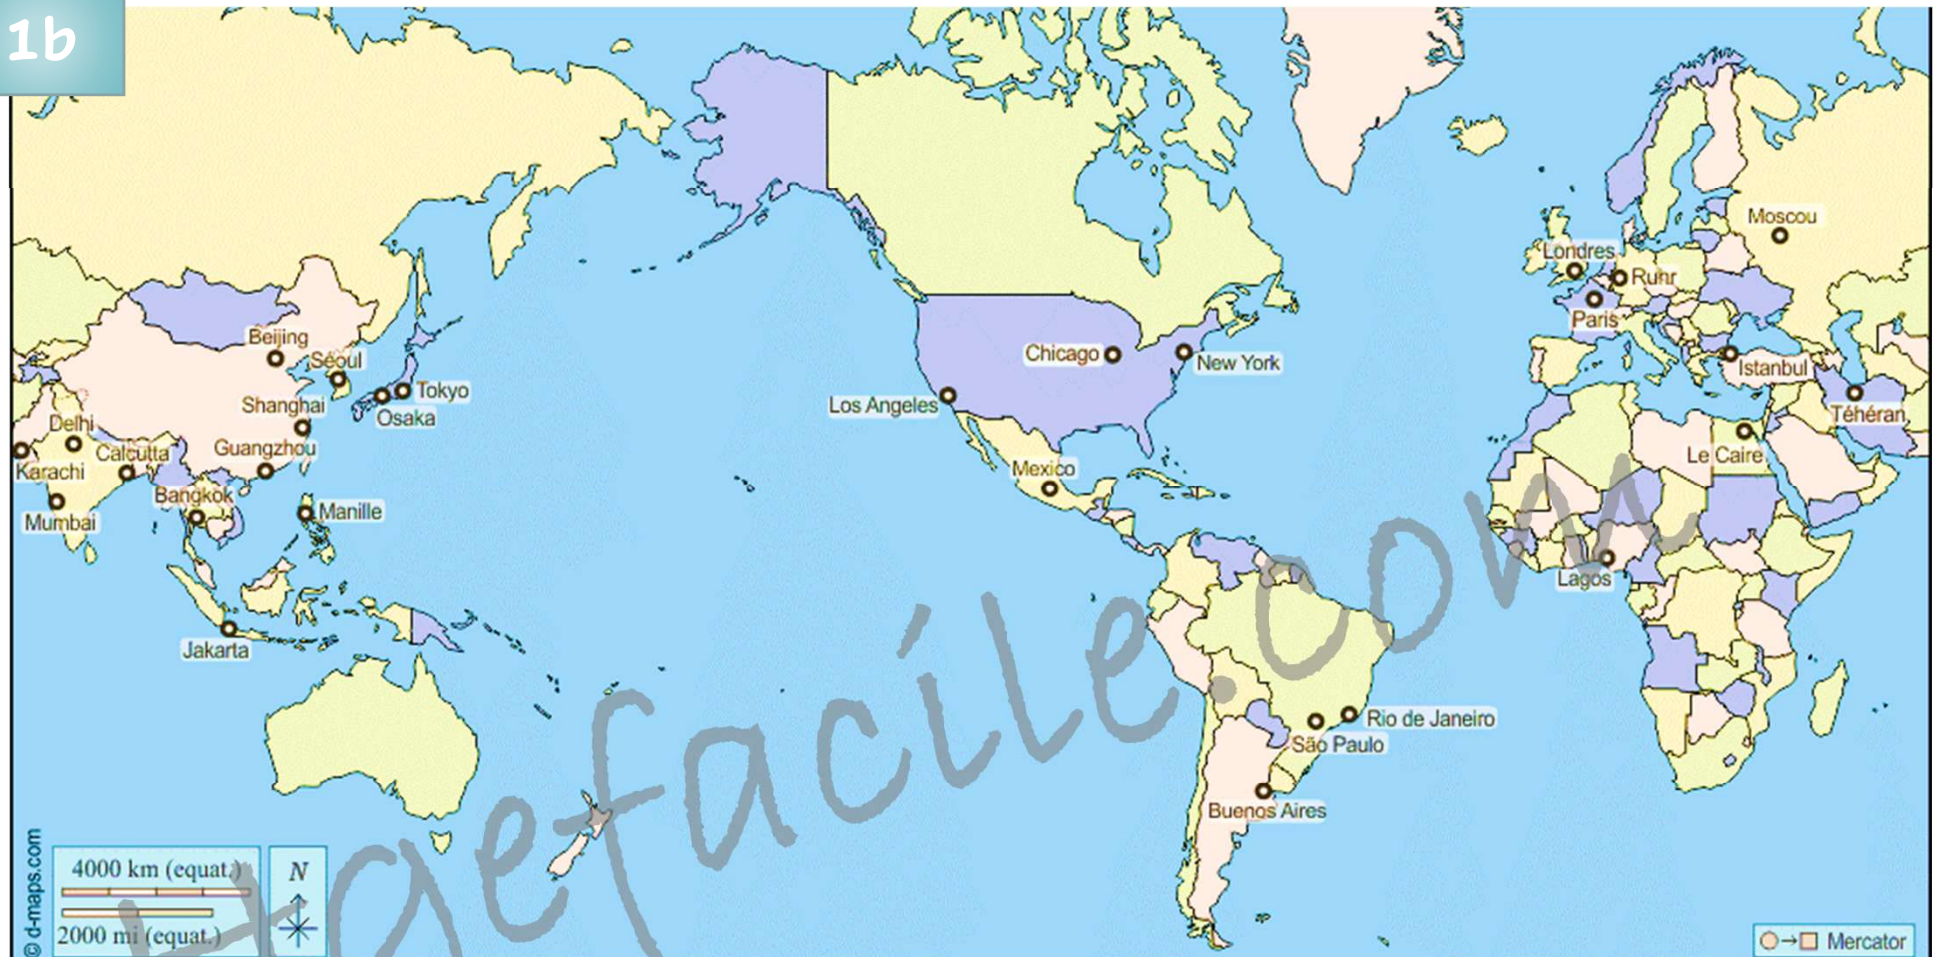 1b
Moscou
Londres
Ruhr
Paris
Beijing
Séoul
Chicago
New York
Istanbul
Tokyo
Los Angeles
Shanghai
Osaka
Téhéran
Delhi
Guangzhou
Calcutta
Le Caire
Karachi
Mexico
Bangkok
Manille
Mumbai
Lagos
Jakarta
Rio de Janeiro
São Paulo
Buenos Aires
Hgefacile.com
4000 km (equat.)
2000 mi (equat.)
N
© d-maps.com
Mercator